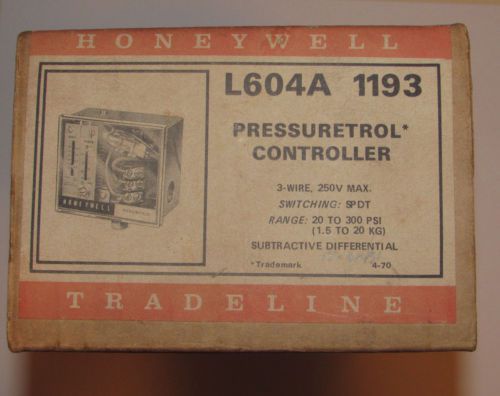 HONEYWELL
L604A 1193
PRESSURETROL*
CONTROLLER
3-WIRE, 250V MAX.
SWITCHING: SPDT
RANGE: 20 TO 300 PSI
(1.5 TO 20 KG)
SUBTRACTIVE DIFFERENTIAL
*Trademark 4-70
HONEYWELL
TRADELINE